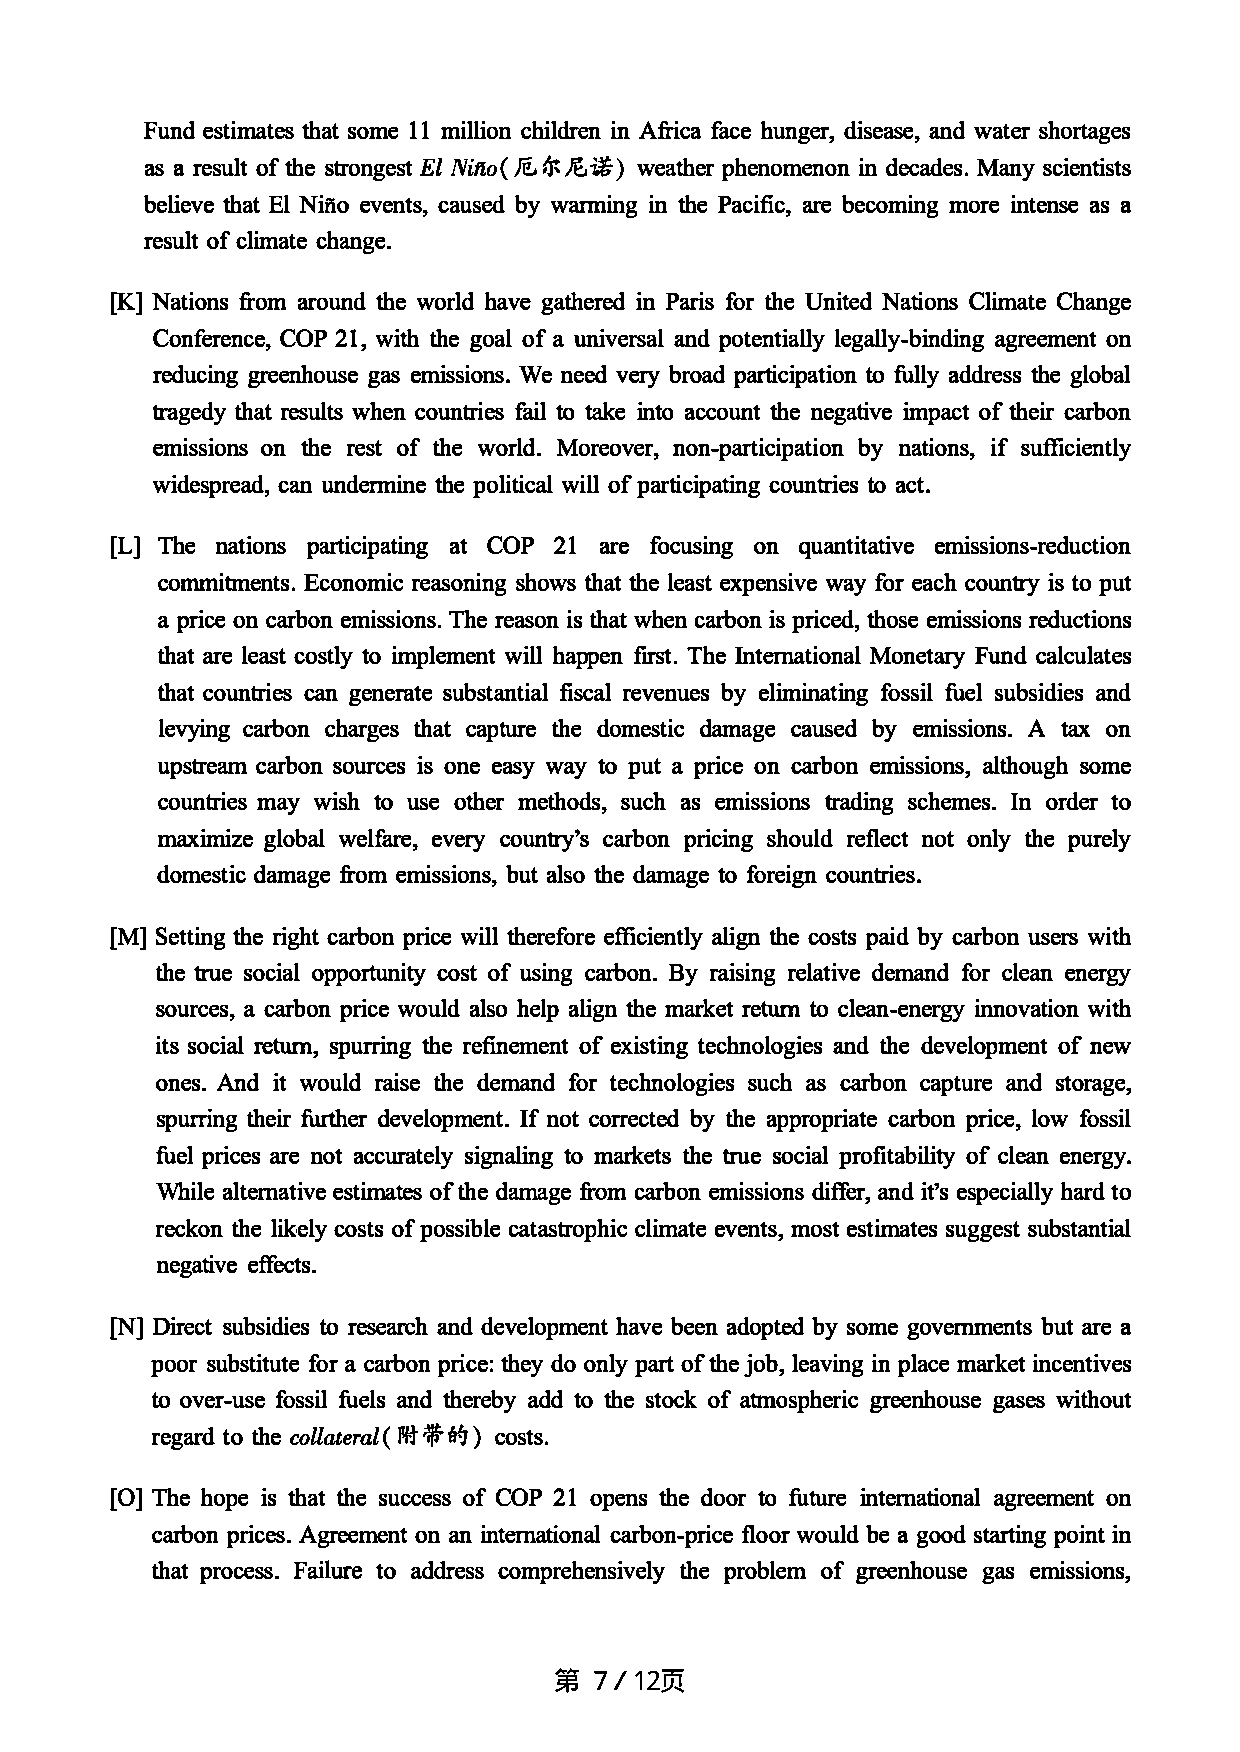 Fund estimates that some 11 million children in Africa face hunger, disease, and water shortages
as a result of the strongest El Niño(厄尔尼诺) weather phenomenon in decades. Many scientists
believe that El Niño events, caused by warming in the Pacific, are becoming more intense as a
result of climate change.
[K] Nations from around the world have gathered in Paris for the United Nations Climate Change
Conference, COP 21, with the goal of a universal and potentially legally-binding agreement on
reducing greenhouse gas emissions. We need very broad participation to fully address the global
tragedy that results when countries fail to take into account the negative impact of their carbon
emissions on the rest of the world. Moreover, non-participation by nations, if sufficiently
widespread, can undermine the political will of participating countries to act.
[L] The nations participating at COP 21 are focusing on quantitative emissions-reduction
commitments. Economic reasoning shows that the least expensive way for each country is to put
a price on carbon emissions. The reason is that when carbon is priced, those emissions reductions
that are least costly to implement will happen first. The International Monetary Fund calculates
that countries can generate substantial fiscal revenues by eliminating fossil fuel subsidies and
levying carbon charges that capture the domestic damage caused by emissions. A tax on
upstream carbon sources is one easy way to put a price on carbon emissions, although some
countries may wish to use other methods, such as emissions trading schemes. In order to
maximize global welfare, every country's carbon pricing should reflect not only the purely
domestic damage from emissions, but also the damage to foreign countries.
[M] Setting the right carbon price will therefore efficiently align the costs paid by carbon users with
the true social opportunity cost of using carbon. By raising relative demand for clean energy
sources, a carbon price would also help align the market return to clean-energy innovation with
its social return, spurring the refinement of existing technologies and the development of new
ones. And it would raise the demand for technologies such as carbon capture and storage,
spurring their further development. If not corrected by the appropriate carbon price, low fossil
fuel prices are not accurately signaling to markets the true social profitability of clean energy.
While alternative estimates of the damage from carbon emissions differ, and it's especially hard to
reckon the likely costs of possible catastrophic climate events, most estimates suggest substantial
negative effects.
[N] Direct subsidies to research and development have been adopted by some governments but are a
poor substitute for a carbon price: they do only part of the job, leaving in place market incentives
to over-use fossil fuels and thereby add to the stock of atmospheric greenhouse gases without
regard to the collateral(附带的) costs.
[O] The hope is that the success of COP 21 opens the door to future international agreement on
carbon prices. Agreement on an international carbon-price floor would be a good starting point in
that process. Failure to address comprehensively the problem of greenhouse gas emissions,
第 7 / 12页